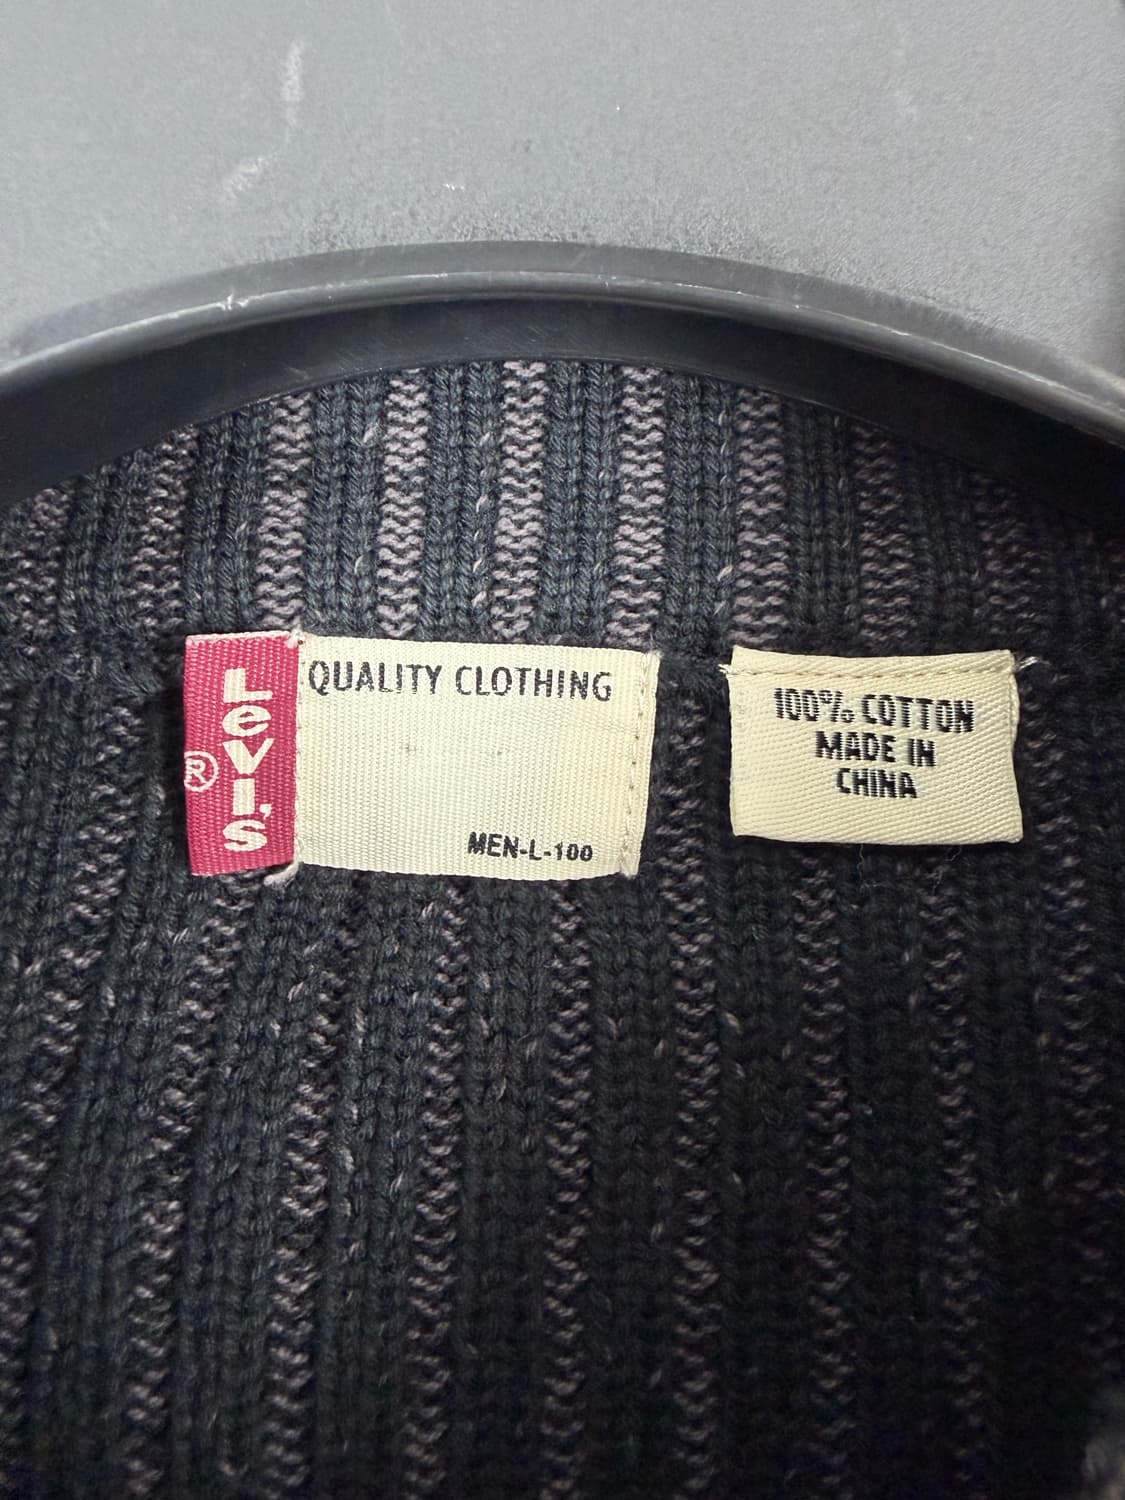 Levi's
®
QUALITY CLOTHING
MEN-L-100
100% COTTON
MADE IN
CHINA